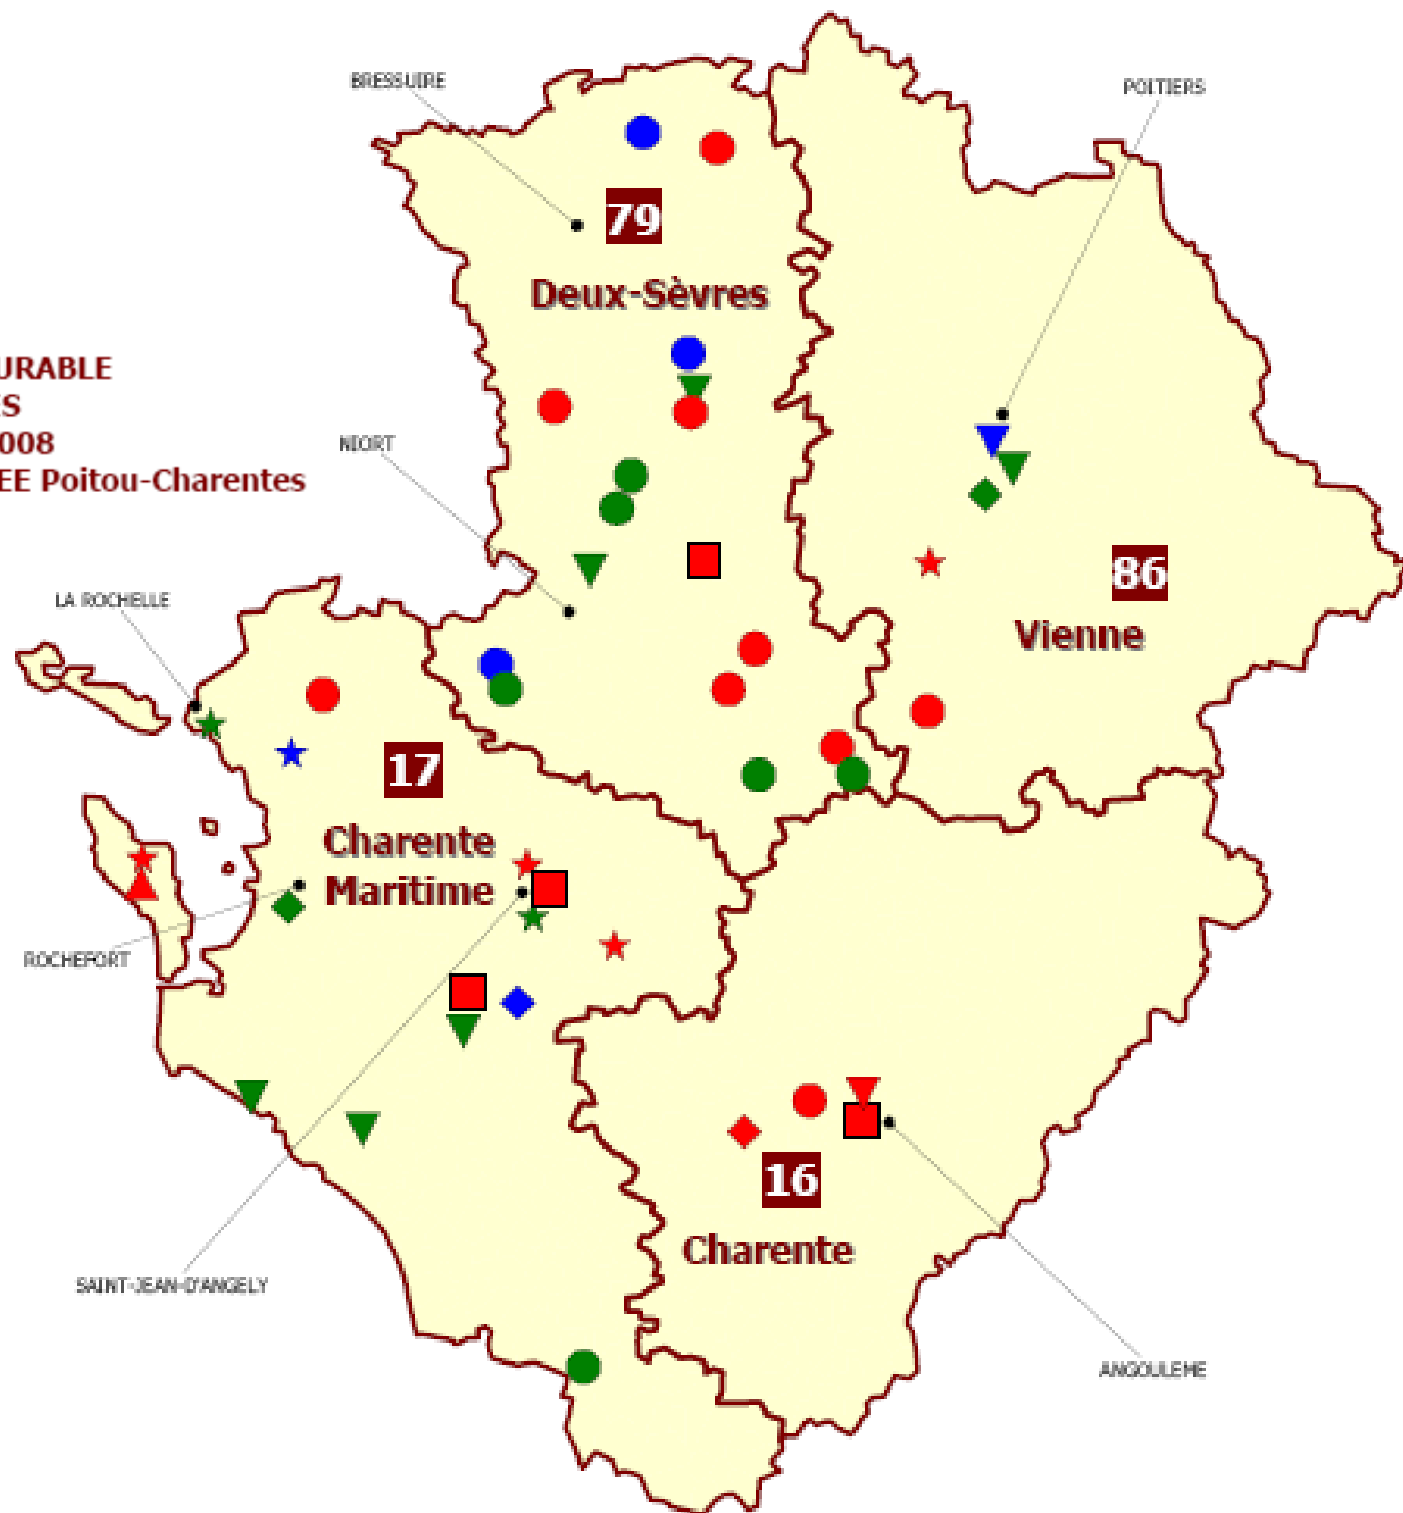 BRESSUIRE
POITIERS
79
Deux-Sèvres
URABLE
ES
008
EE Poitou-Charentes
NIORT
86
Vienne
LA ROCHELLE
17
Charente
Maritime
ROCHEFORT
16
Charente
SAINT-JEAN-D'ANGELY
ANGOULEME